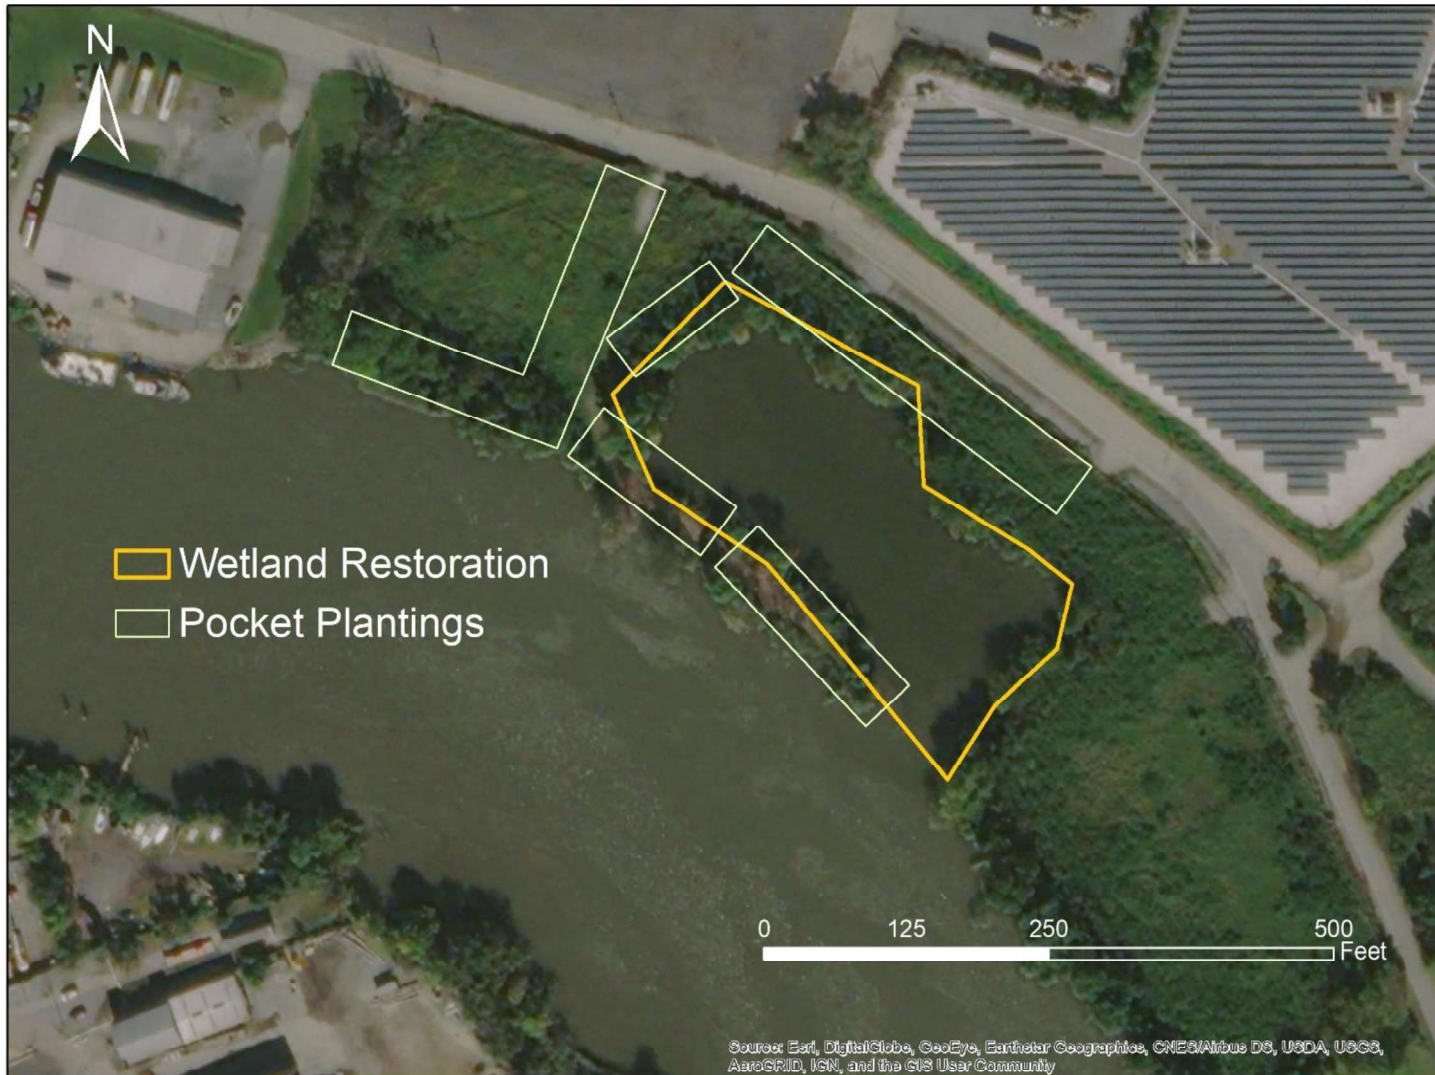 N
Wetland Restoration
Pocket Plantings
0 125 250 500
Feet
Source: Esri, DigitalGlobe, GeoEye, Earthstar Geographics, CNES/Airbus DS, USDA, USGS,
AeroGRID, IGN, and the GIS User Community